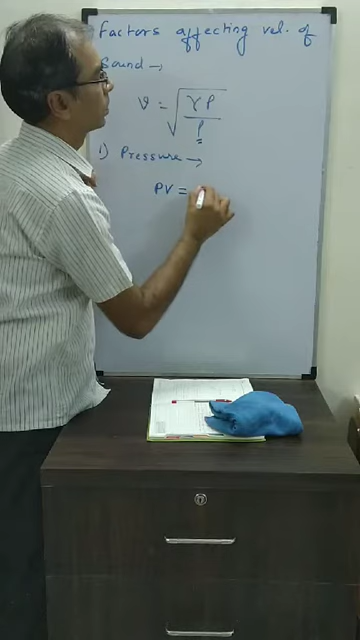 Factors affecting vel. of
Sound →
v = √γP/ρ
1) Pressure →
PV =